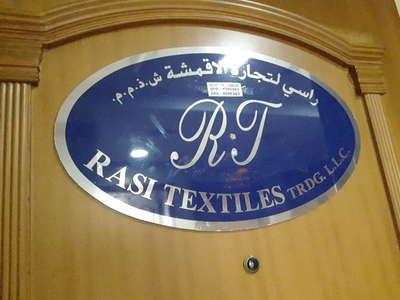 راسي لتجارة الاقمشة ش.ذ.م.م.
R.T
RASI TEXTILES TRDG. L.L.C.